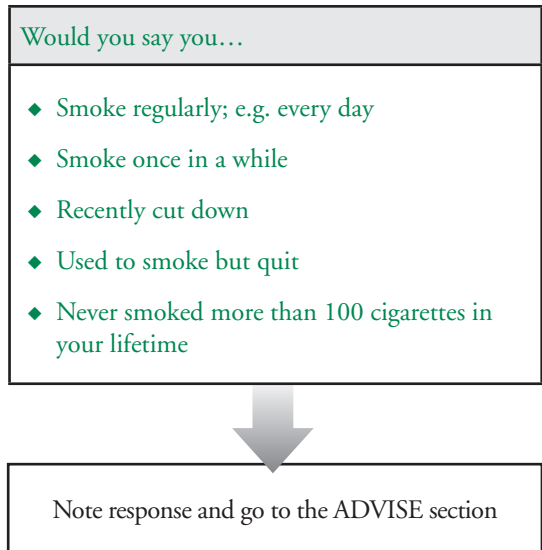 Would you say you…
◆ Smoke regularly; e.g. every day
◆ Smoke once in a while
◆ Recently cut down
◆ Used to smoke but quit
◆ Never smoked more than 100 cigarettes in
your lifetime
Note response and go to the ADVISE section